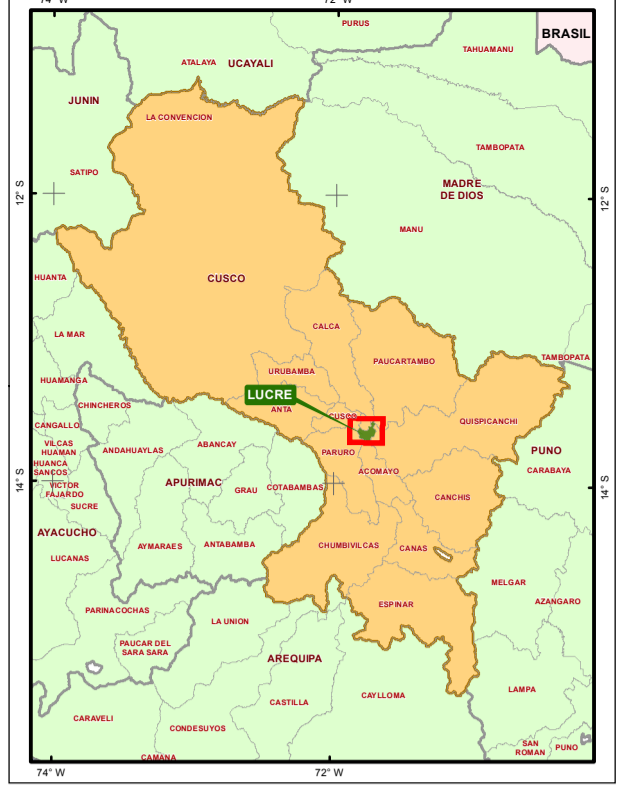 74° W
72° W
PURUS
BRASIL
TAHUAMANU
ATALAYA
UCAYALI
JUNIN
LA CONVENCION
TAMBOPATA
SATIPO
MADRE
DE DIOS
12° S
12° S
MANU
HUANTA
CUSCO
CALCA
LA MAR
PAUCARTAMBO
TAMBOPATA
URUBAMBA
HUAMANGA
LUCRE
CHINCHEROS
ANTA
CUSCO
QUISPICANCHI
CANGALLO
VILCAS
HUAMAN
ANDAHUAYLAS
ABANCAY
PARURO
PUNO
HUANCA
SANCOS
ACOMAYO
CARABAYA
14° S
14° S
APURIMAC
COTABAMBAS
VICTOR
FAJARDO
GRAU
CANCHIS
SUCRE
AYACUCHO
AYMARAES
ANTABAMBA
CHUMBIVILCAS
CANAS
LUCANAS
MELGAR
ESPINAR
AZANGARO
PARINACOCHAS
LA UNION
PAUCAR DEL
SARA SARA
AREQUIPA
LAMPA
CAYLLOMA
CASTILLA
CARAVELI
CONDESUYOS
SAN
ROMAN
PUNO
CAMANA
74° W
72° W